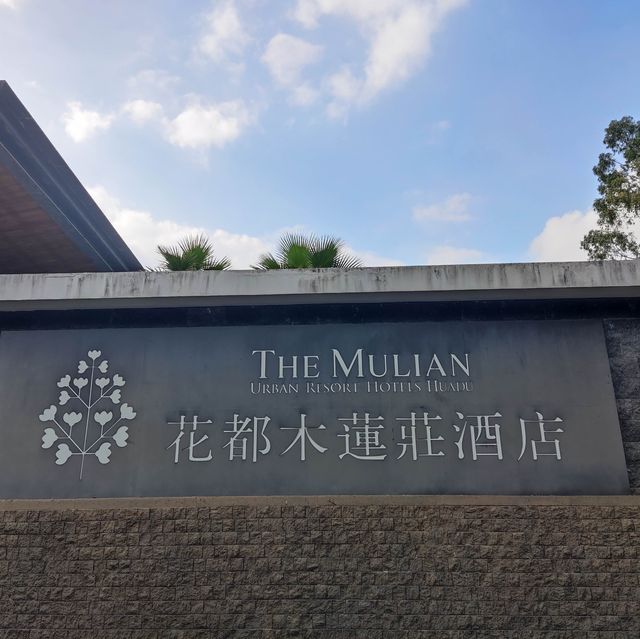 THE MULIAN
URBAN RESORT HOTELS HUADU
花都木蓮莊酒店